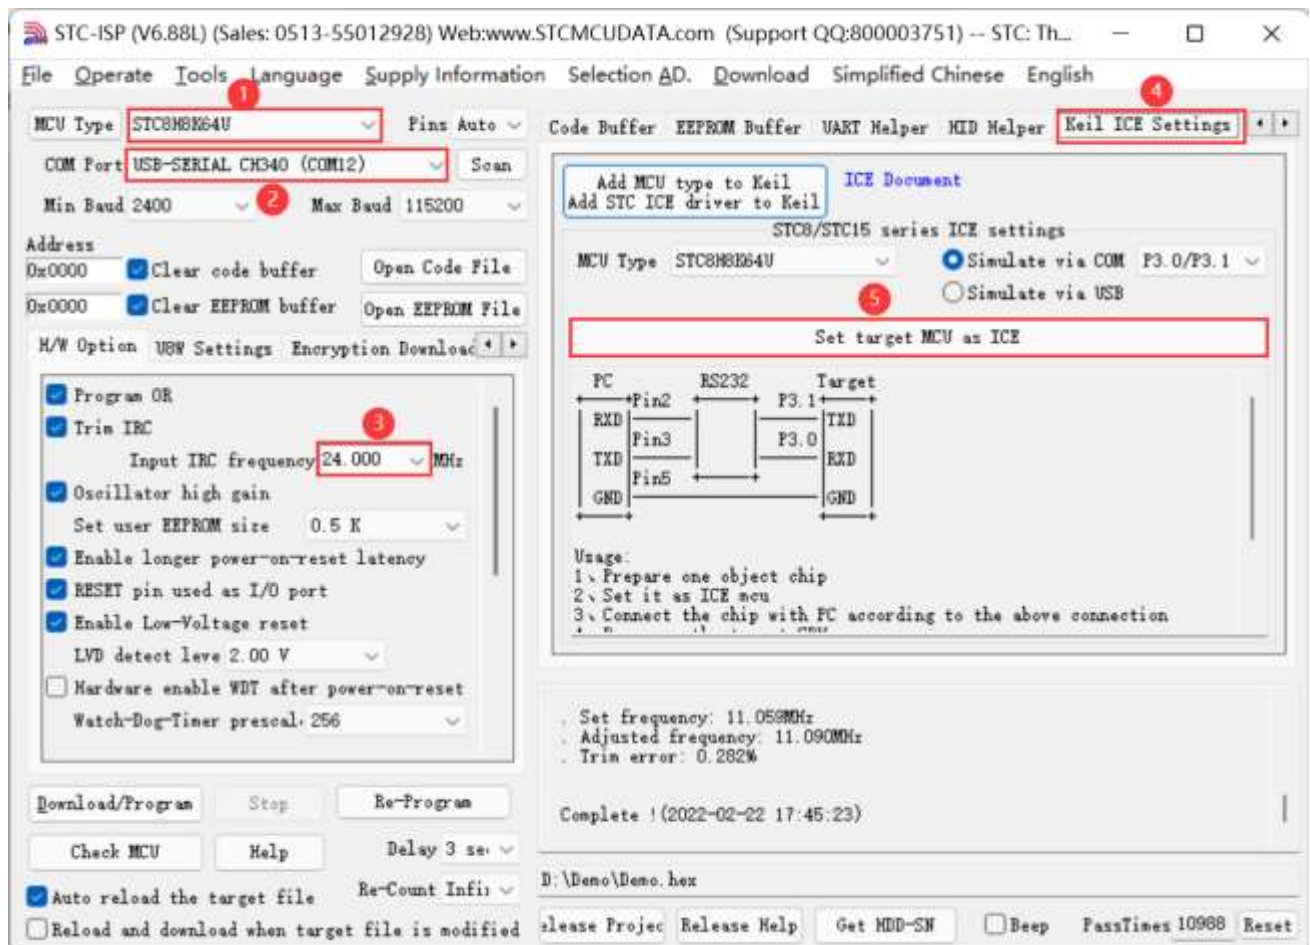 STC-ISP (V6.88L) (Sales: 0513-55012928) Web:www.STCMCUDATA.com (Support QQ:800003751) -- STC: Th...
File Operate Tools Language Supply Information Selection AD. Download Simplified Chinese English
1
MCU Type STC8H8K64U Pins Auto
COM Port USB-SERIAL CH340 (COM12) Scan
2
Min Baud 2400 Max Baud 115200
Address
0x0000 Clear code buffer Open Code File
0x0000 Clear EEPROM buffer Open EEPROM File
H/W Option U8W Settings Encryption Downloac
Program OR
Trim IRC
3
Input IRC frequency 24.000 MHz
Oscillator high gain
Set user EEPROM size 0.5 K
Enable longer power-on-reset latency
RESET pin used as I/O port
Enable Low-Voltage reset
LVD detect leve 2.00 V
Hardware enable WDT after power-on-reset
Watch-Dog-Timer prescal 256
Download/Program Stop Re-Program
Check MCU Help Delay 3 se
Auto reload the target file Re-Count Infi
Reload and download when target file is modified
4
Code Buffer EEPROM Buffer UART Helper HID Helper Keil ICE Settings
Add MCU type to Keil
Add STC ICE driver to Keil
ICE Document
STC8/STC15 series ICE settings
MCU Type STC8H8K64U Simulate via COM P3.0/P3.1
Simulate via USB
5
Set target MCU as ICE
PC RS232 Target
Pin2 P3.1
RXD TXD
Pin3 P3.0
TXD RXD
Pin5
GND GND
Usage:
1、Prepare one object chip
2、Set it as ICE mcu
3、Connect the chip with PC according to the above connection
. Set frequency: 11.059MHz
. Adjusted frequency: 11.090MHz
. Trim error: 0.282%
Complete !(2022-02-22 17:45:23)
D:\Demo\Demo.hex
elease Projec Release Help Get HDD-SN Beep PassTimes 10988 Reset